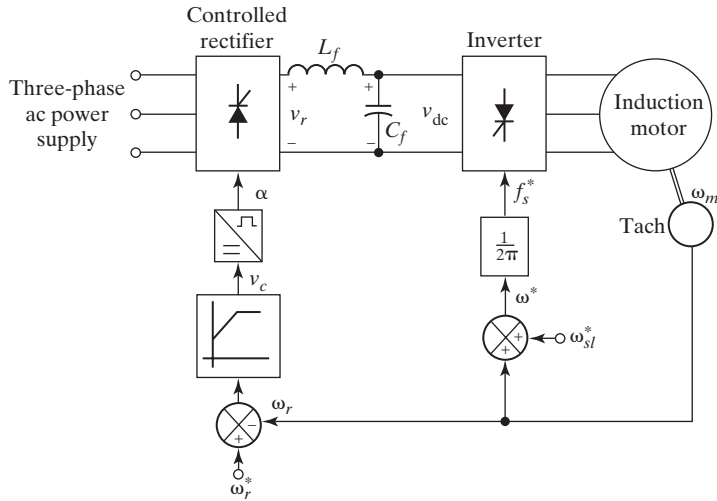 Controlled
rectifier
L_f
Inverter
Three-phase
ac power
supply
+
v_r
−
+
C_f
−
v_dc
Induction
motor
α
f_s^*
ω_m
Tach
1
2π
v_c
ω^*
+
+
ω_sl^*
ω_r
−
+
ω_r^*